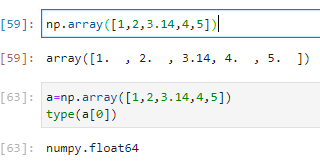 [59]: np.array([1,2,3.14,4,5])
[59]: array([1.  , 2.  , 3.14, 4.  , 5.  ])
[63]: a=np.array([1,2,3.14,4,5])
type(a[0])
[63]: numpy.float64